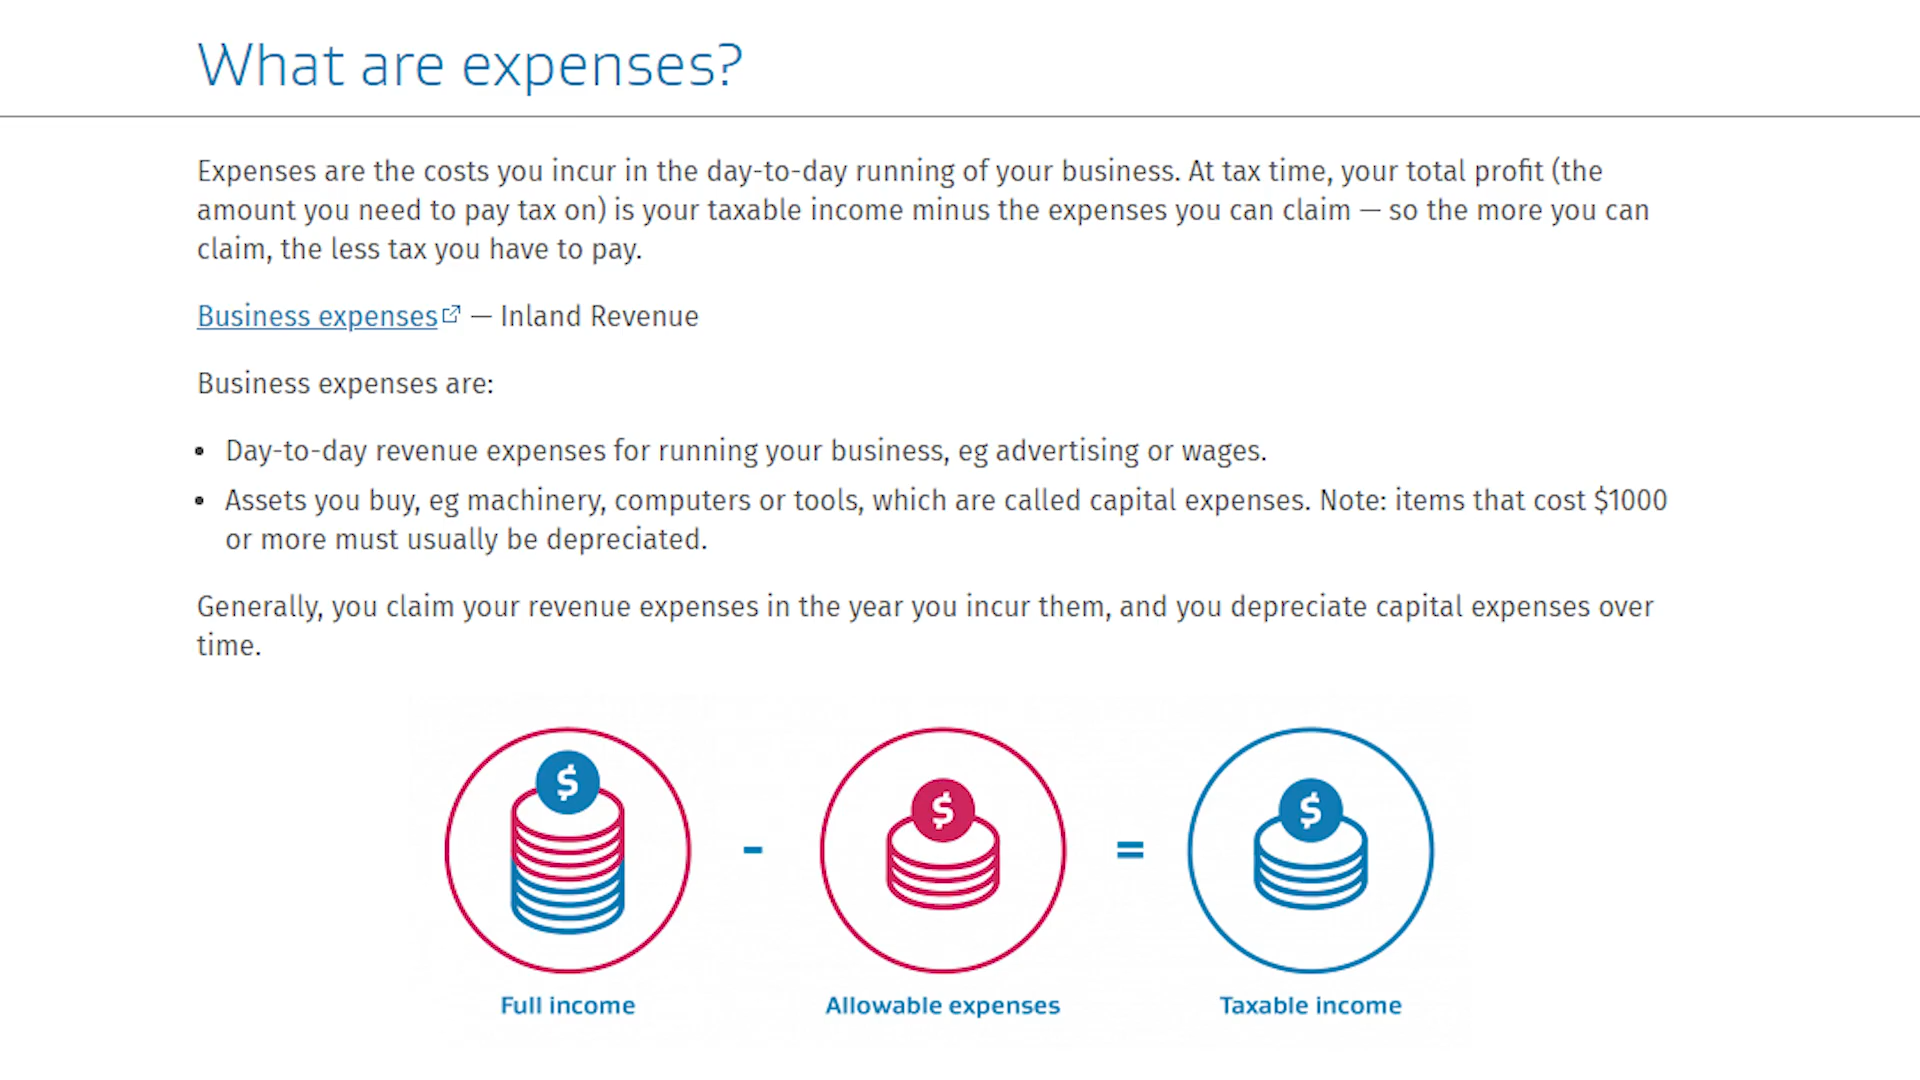 What are expenses?
Expenses are the costs you incur in the day-to-day running of your business. At tax time, your total profit (the
amount you need to pay tax on) is your taxable income minus the expenses you can claim — so the more you can
claim, the less tax you have to pay.
Business expenses — Inland Revenue
Business expenses are:
• Day-to-day revenue expenses for running your business, eg advertising or wages.
• Assets you buy, eg machinery, computers or tools, which are called capital expenses. Note: items that cost $1000
or more must usually be depreciated.
Generally, you claim your revenue expenses in the year you incur them, and you depreciate capital expenses over
time.
$ - $ = $
Full income Allowable expenses Taxable income